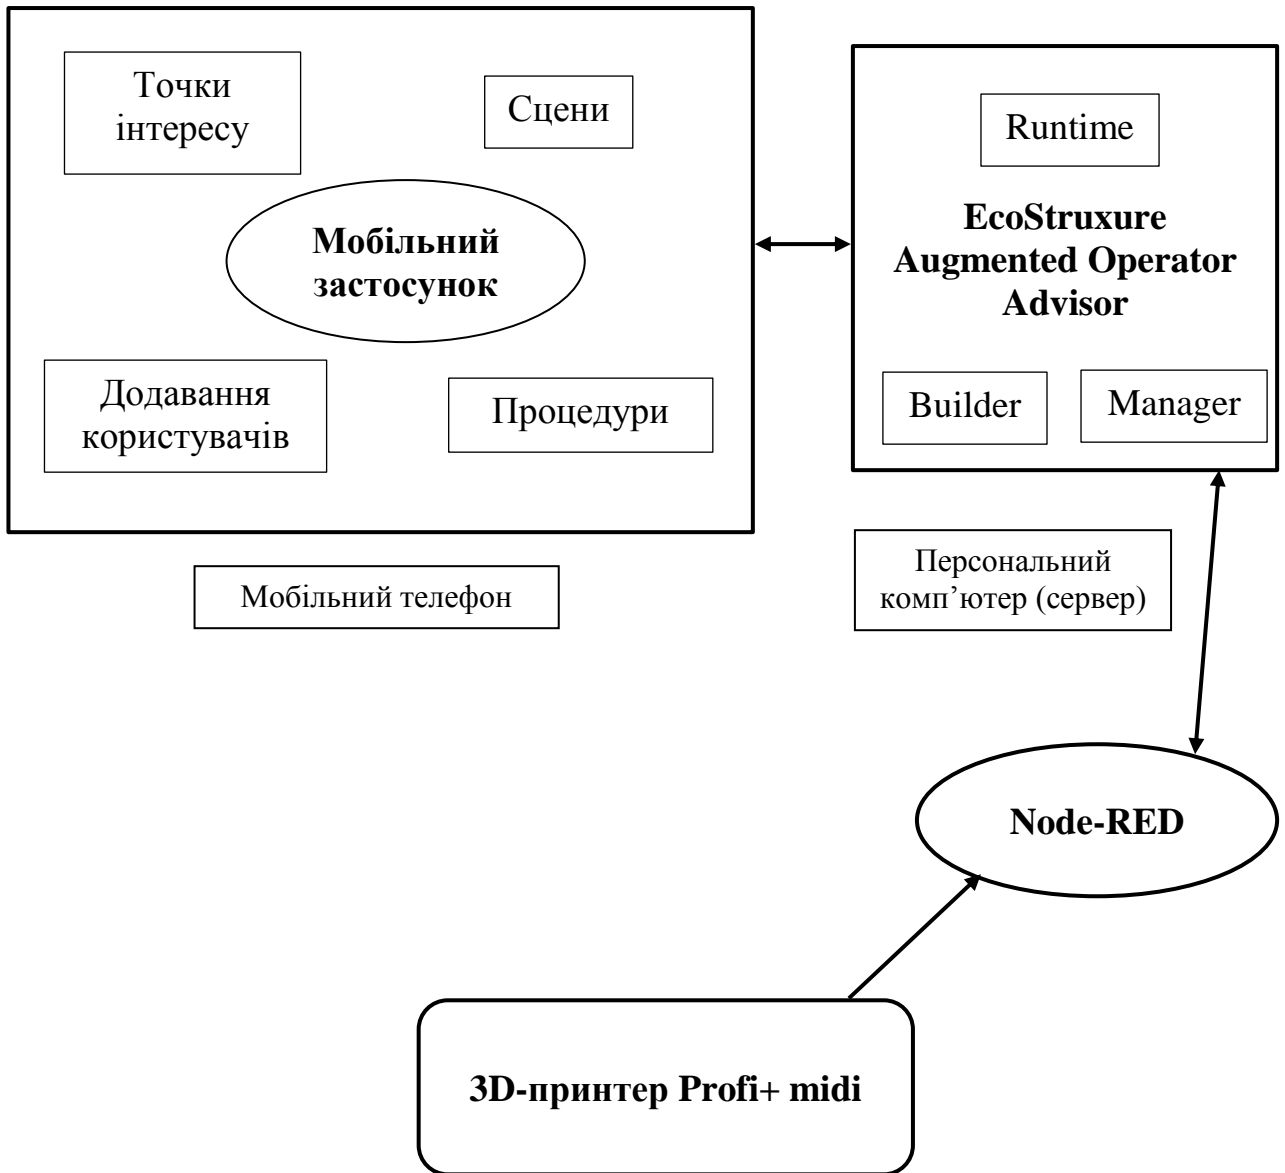 Точки
інтересу
Сцени
Мобільний
застосунок
Додавання
користувачів
Процедури
Мобільний телефон
Runtime
EcoStruxure
Augmented Operator
Advisor
Builder
Manager
Персональний
комп’ютер (сервер)
Node-RED
3D-принтер Profi+ midi